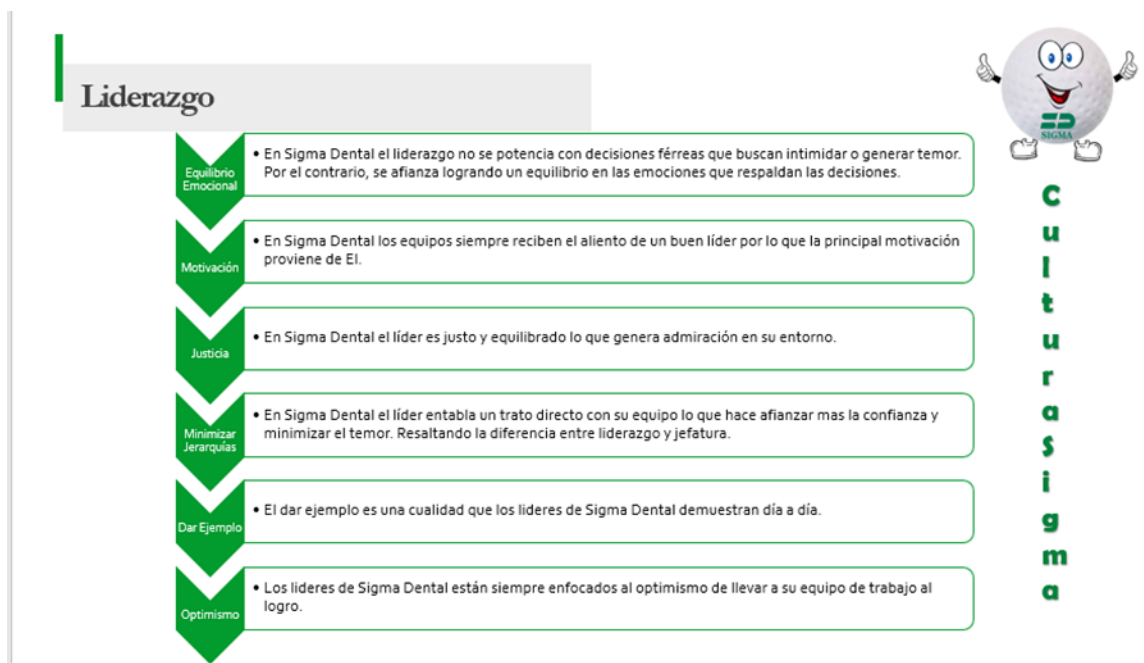 Liderazgo
SIGMA
Equilibrio
Emocional
• En Sigma Dental el liderazgo no se potencia con decisiones férreas que buscan intimidar o generar temor.
Por el contrario, se afianza logrando un equilibrio en las emociones que respaldan las decisiones.
Motivación
• En Sigma Dental los equipos siempre reciben el aliento de un buen líder por lo que la principal motivación
proviene de El.
Justicia
• En Sigma Dental el líder es justo y equilibrado lo que genera admiración en su entorno.
Minimizar
Jerarquías
• En Sigma Dental el líder entabla un trato directo con su equipo lo que hace afianzar mas la confianza y
minimizar el temor. Resaltando la diferencia entre liderazgo y jefatura.
Dar Ejemplo
• El dar ejemplo es una cualidad que los lideres de Sigma Dental demuestran día a día.
Optimismo
• Los lideres de Sigma Dental están siempre enfocados al optimismo de llevar a su equipo de trabajo al
logro.
C
u
l
t
u
r
a
S
i
g
m
a